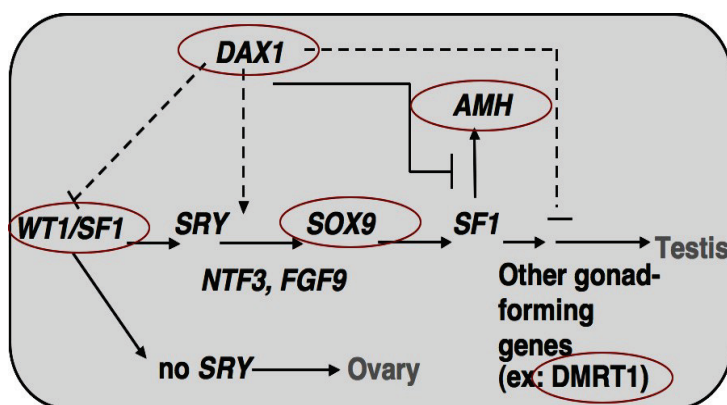 DAX1
AMH
WT1/SF1
SRY
SOX9
SF1
Testis
NTF3, FGF9
Other gonad-
forming
genes
(ex: DMRT1)
no SRY
Ovary